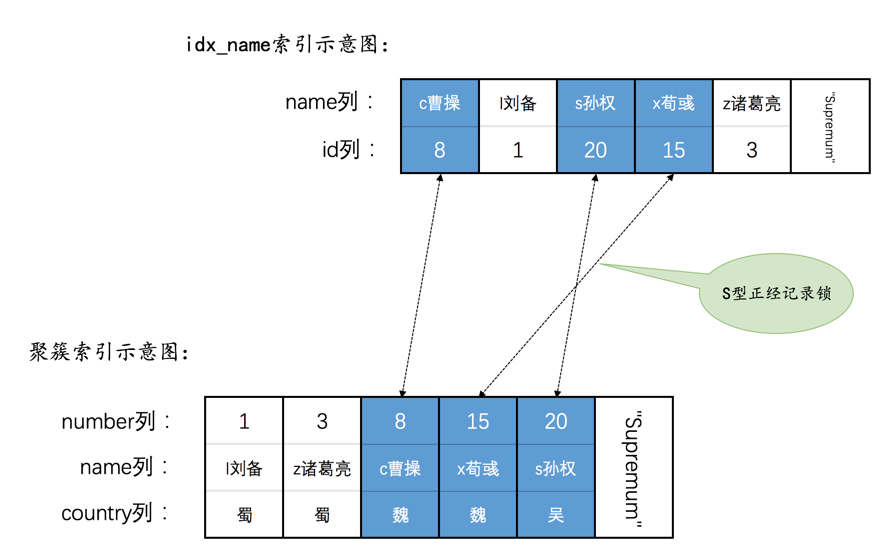 idx_name索引示意图：
name列： c曹操 l刘备 s孙权 x荀彧 z诸葛亮 "Supremum"
id列： 8 1 20 15 3
S型正经记录锁
聚簇索引示意图：
number列： 1 3 8 15 20 "Supremum"
name列： l刘备 z诸葛亮 c曹操 x荀彧 s孙权
country列： 蜀 蜀 魏 魏 吴